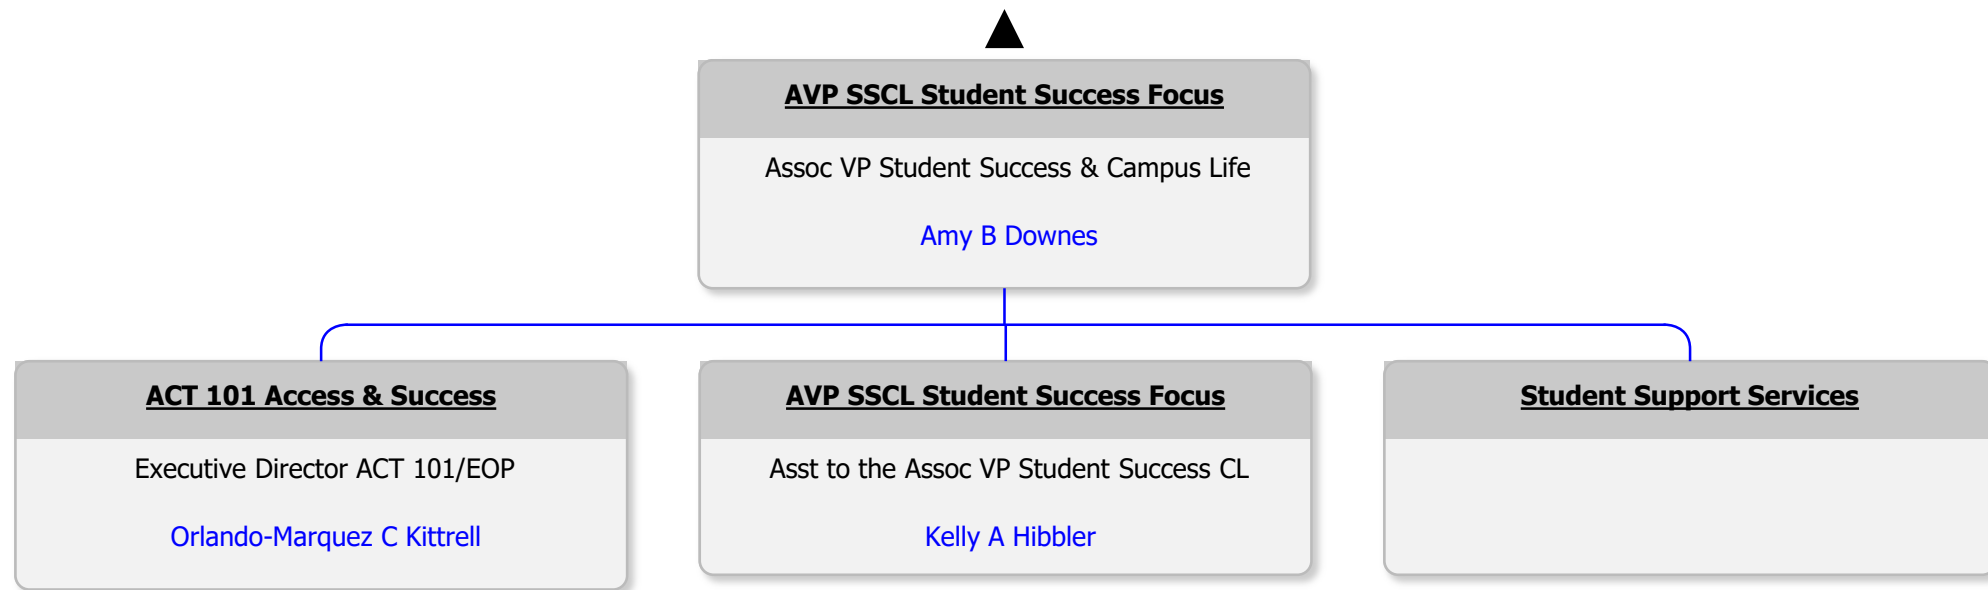 AVP SSCL Student Success Focus
Assoc VP Student Success & Campus Life
Amy B Downes
ACT 101 Access & Success
Executive Director ACT 101/EOP
Orlando-Marquez C Kittrell
AVP SSCL Student Success Focus
Asst to the Assoc VP Student Success CL
Kelly A Hibbler
Student Support Services